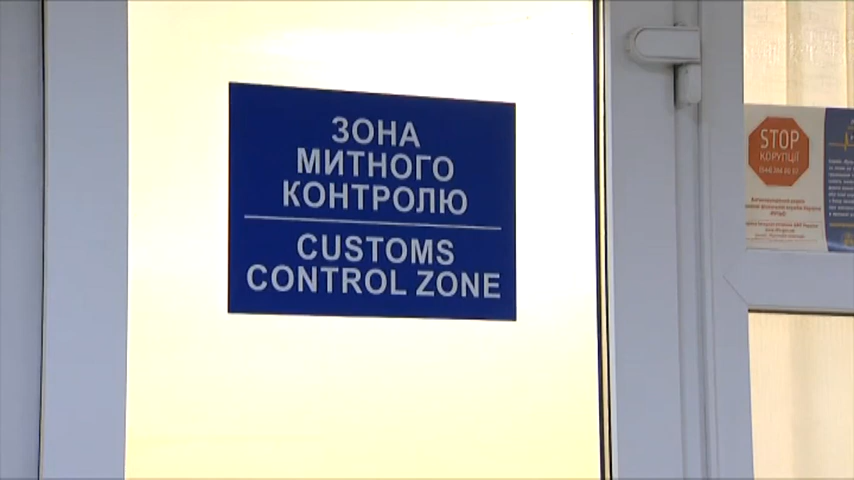 ЗОНА
МИТНОГО
КОНТРОЛЮ
CUSTOMS
CONTROL ZONE
STOP
КОРУПЦІЇ